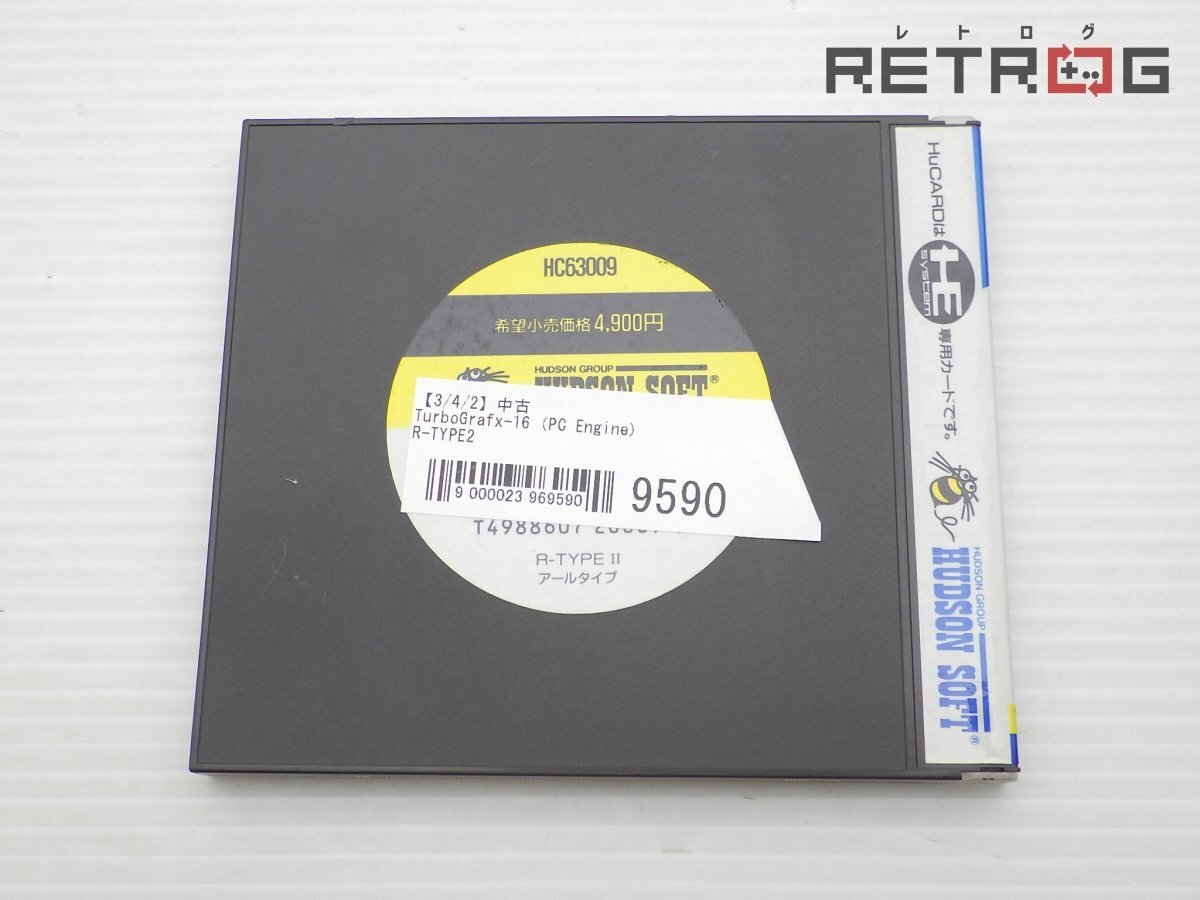 レトログ
RETROG
HC63009
希望小売価格 4,900円
HUDSON GROUP
HUDSON SOFT®
【3/4/2】中古
TurboGrafx-16 (PC Engine)
R-TYPE2
9 000023 969590
9590
T4988607
R-TYPE II
アールタイプ
HuCARDは
HE
system
専用カードです。
HUDSON GROUP
HUDSON SOFT®